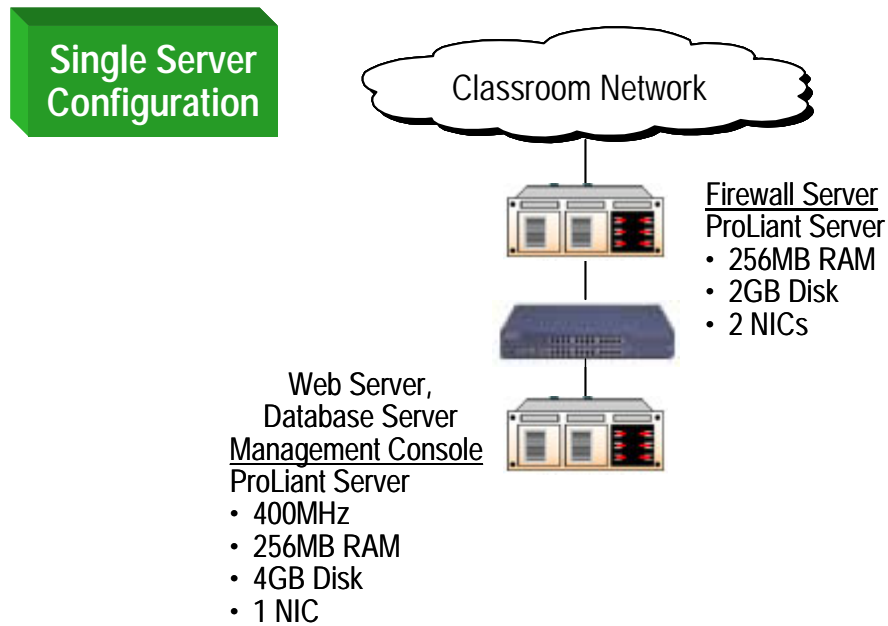 Single Server
Configuration
Classroom Network
Firewall Server
ProLiant Server
• 256MB RAM
• 2GB Disk
• 2 NICs
Web Server,
Database Server
Management Console
ProLiant Server
• 400MHz
• 256MB RAM
• 4GB Disk
• 1 NIC